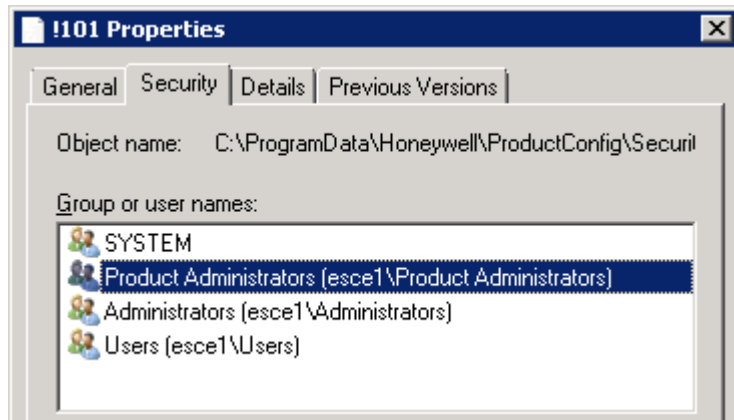 !101 Properties
General Security Details Previous Versions
Object name: C:\ProgramData\Honeywell\ProductConfig\Securit
Group or user names:
SYSTEM
Product Administrators (esce1\Product Administrators)
Administrators (esce1\Administrators)
Users (esce1\Users)